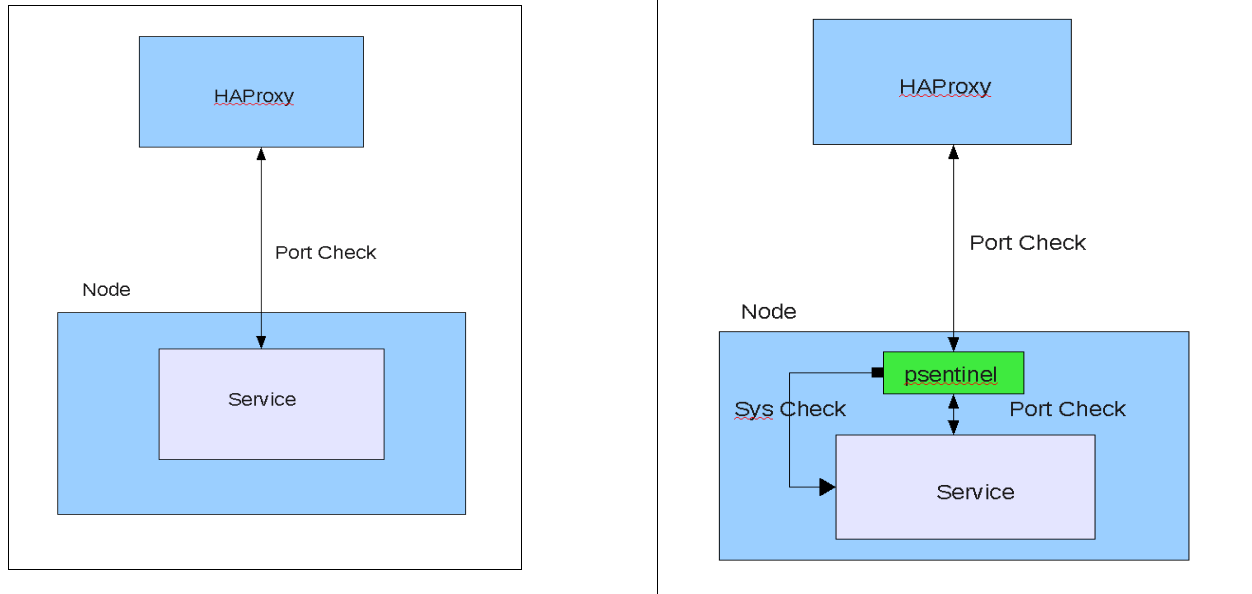 HAProxy
Port Check
Node
Service
HAProxy
Port Check
Node
psentinel
Sys Check
Port Check
Service